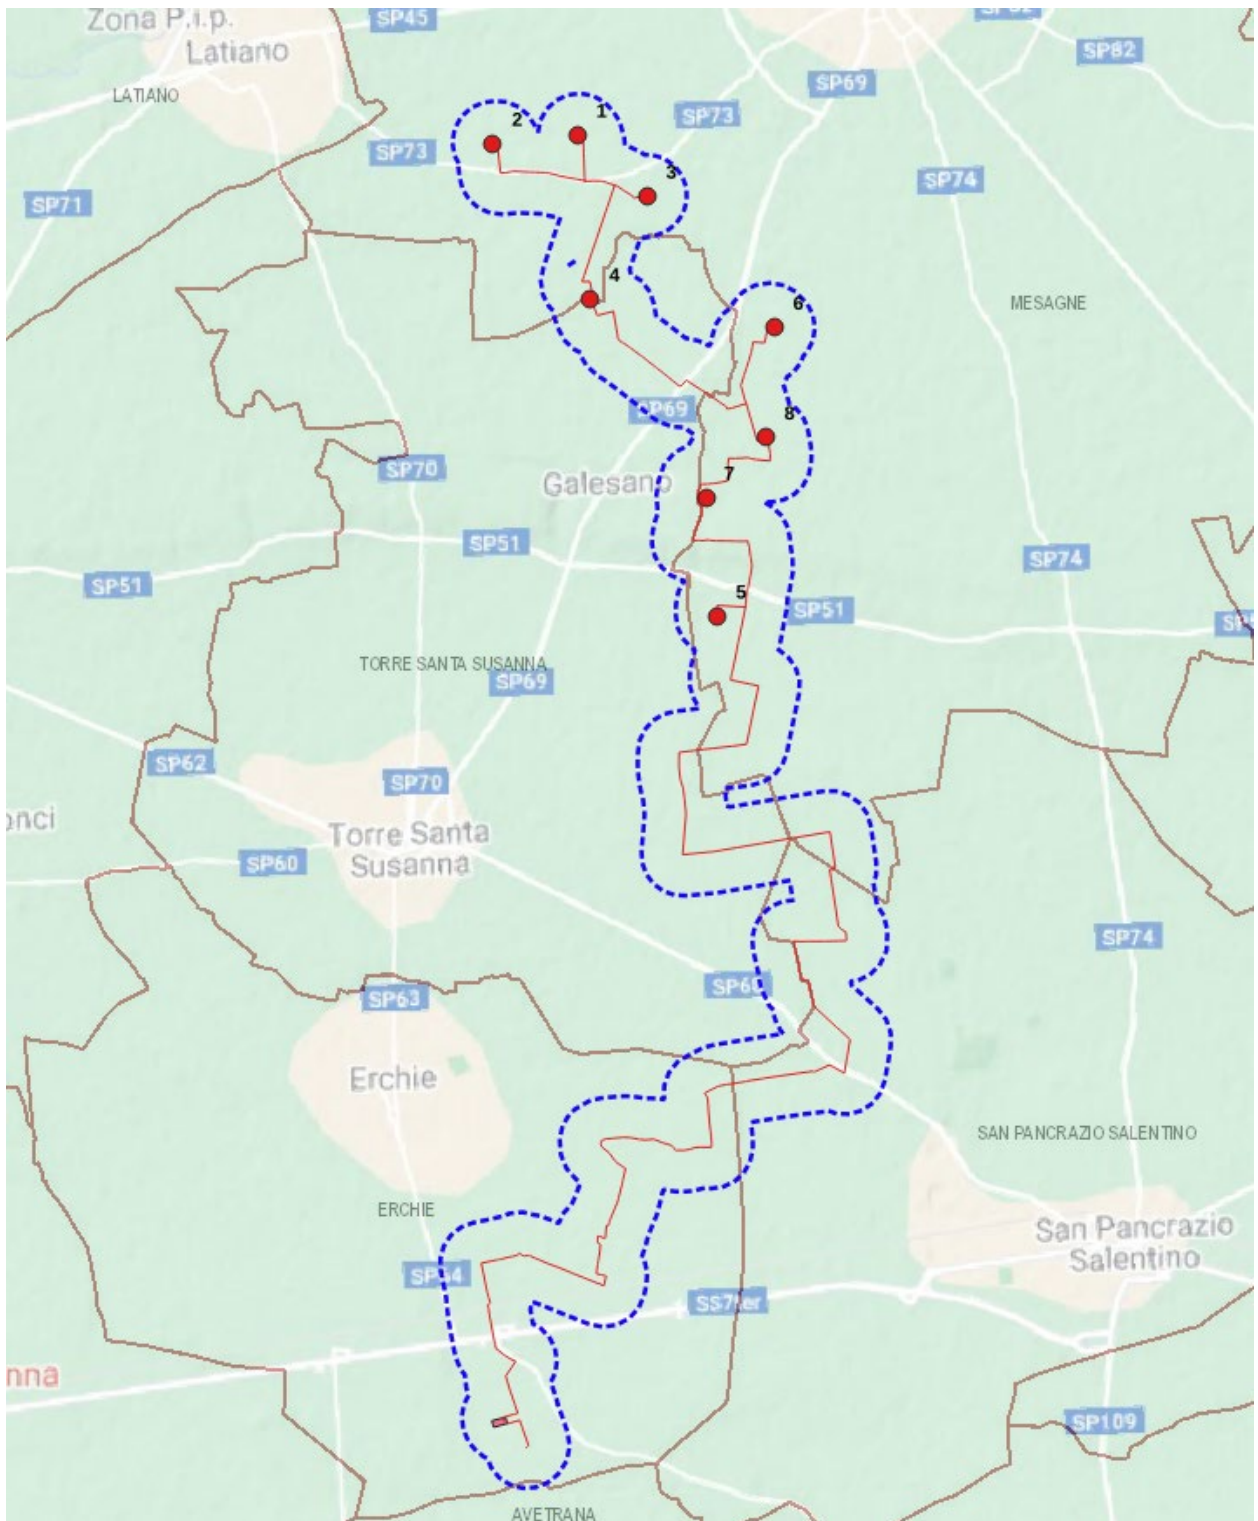 Zona P.i.p.
SP45
Latiano
SP82
LATIANO
SP69
SP73
2
1
SP73
3
SP74
SP71
4
6
MESAGNE
SP69
8
SP70
7
Galesano
SP51
SP51
SP74
5
SP51
TORRE SANTA SUSANNA
SP69
SP62
SP70
onci
Torre Santa
Susanna
SP60
SP74
SP63
Erchie
SAN PANCRAZIO SALENTINO
ERCHIE
San Pancrazio
Salentino
SP64
SS7ter
nna
SP109
AVETRANA